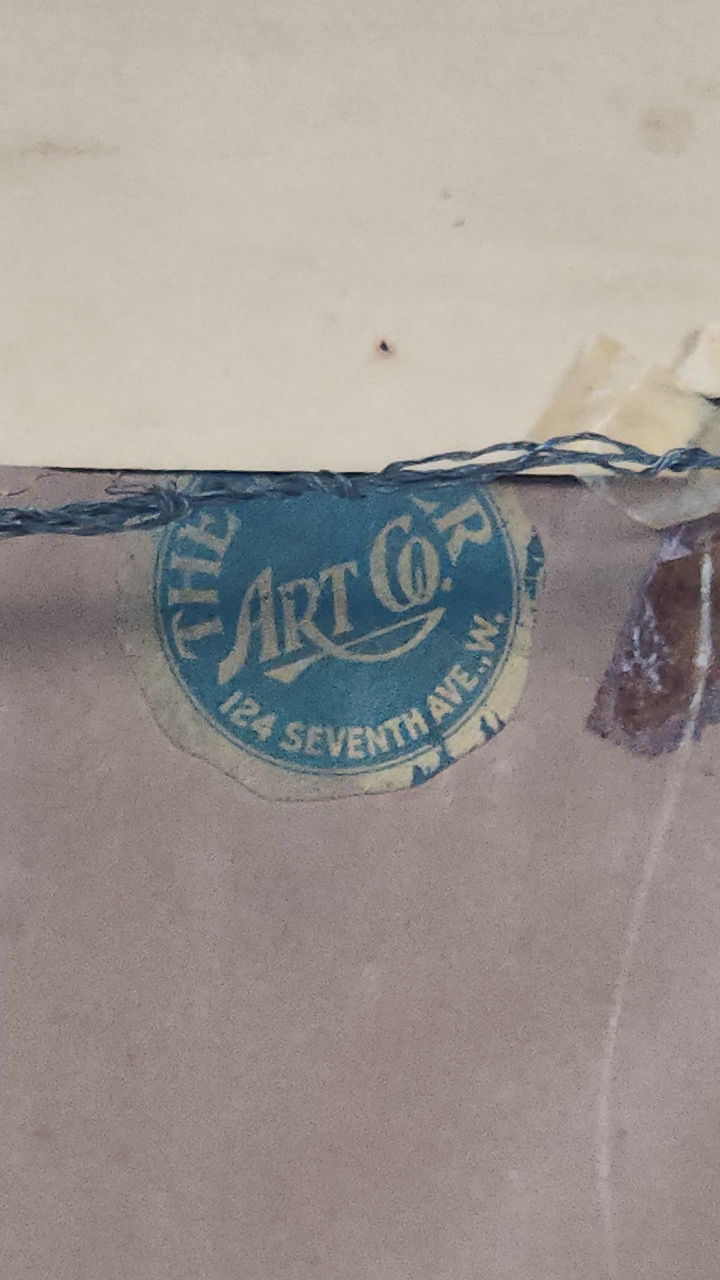 THE
ART CO.
124 SEVENTH AVE., W.